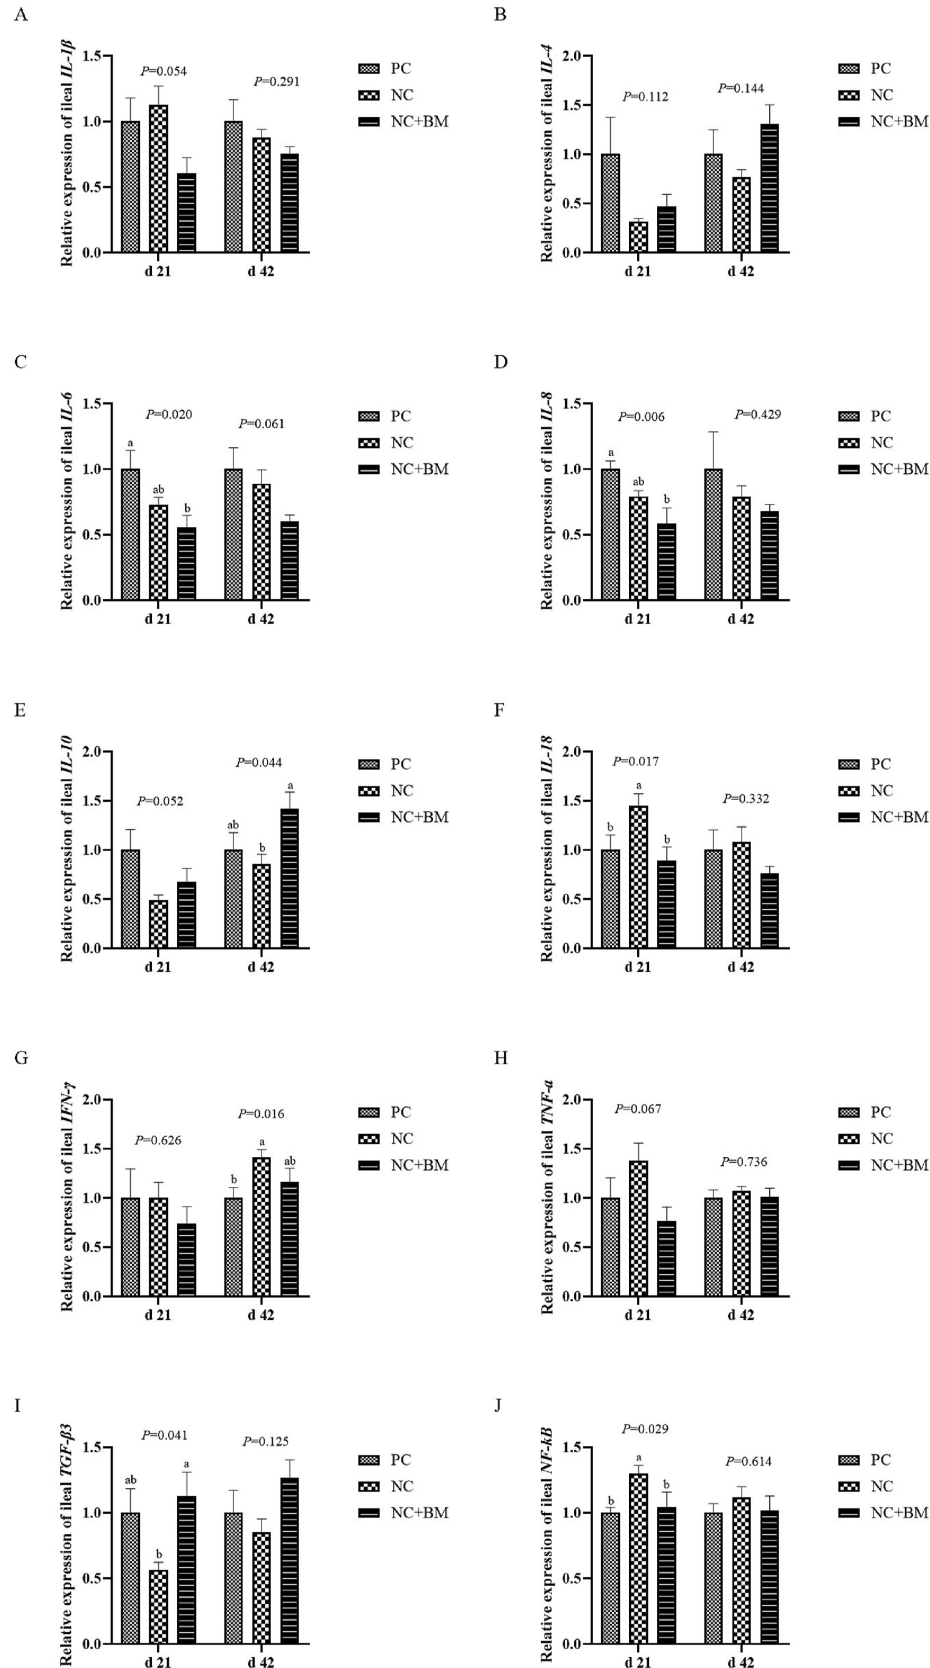 A
Relative expression of ileal IL-1β
1.5
1.0
0.5
0.0
P=0.054
P=0.291
d 21
d 42
PC
NC
NC+BM
B
Relative expression of ileal IL-4
2.0
1.5
1.0
0.5
0.0
P=0.112
P=0.144
d 21
d 42
PC
NC
NC+BM
C
Relative expression of ileal IL-6
1.5
1.0
0.5
0.0
P=0.020
P=0.061
a
ab
b
d 21
d 42
PC
NC
NC+BM
D
Relative expression of ileal IL-8
1.5
1.0
0.5
0.0
P=0.006
P=0.429
a
ab
b
d 21
d 42
PC
NC
NC+BM
E
Relative expression of ileal IL-10
2.0
1.5
1.0
0.5
0.0
P=0.052
P=0.044
ab
b
a
d 21
d 42
PC
NC
NC+BM
F
Relative expression of ileal IL-18
2.0
1.5
1.0
0.5
0.0
P=0.017
P=0.332
b
a
b
d 21
d 42
PC
NC
NC+BM
G
Relative expression of ileal IFN-γ
2.0
1.5
1.0
0.5
0.0
P=0.626
P=0.016
b
a
ab
d 21
d 42
PC
NC
NC+BM
H
Relative expression of ileal TNF-a
2.0
1.5
1.0
0.5
0.0
P=0.067
P=0.736
d 21
d 42
PC
NC
NC+BM
I
Relative expression of ileal TGF-β3
1.5
1.0
0.5
0.0
P=0.041
P=0.125
ab
b
a
d 21
d 42
PC
NC
NC+BM
J
Relative expression of ileal NF-kB
1.5
1.0
0.5
0.0
P=0.029
P=0.614
b
a
b
d 21
d 42
PC
NC
NC+BM